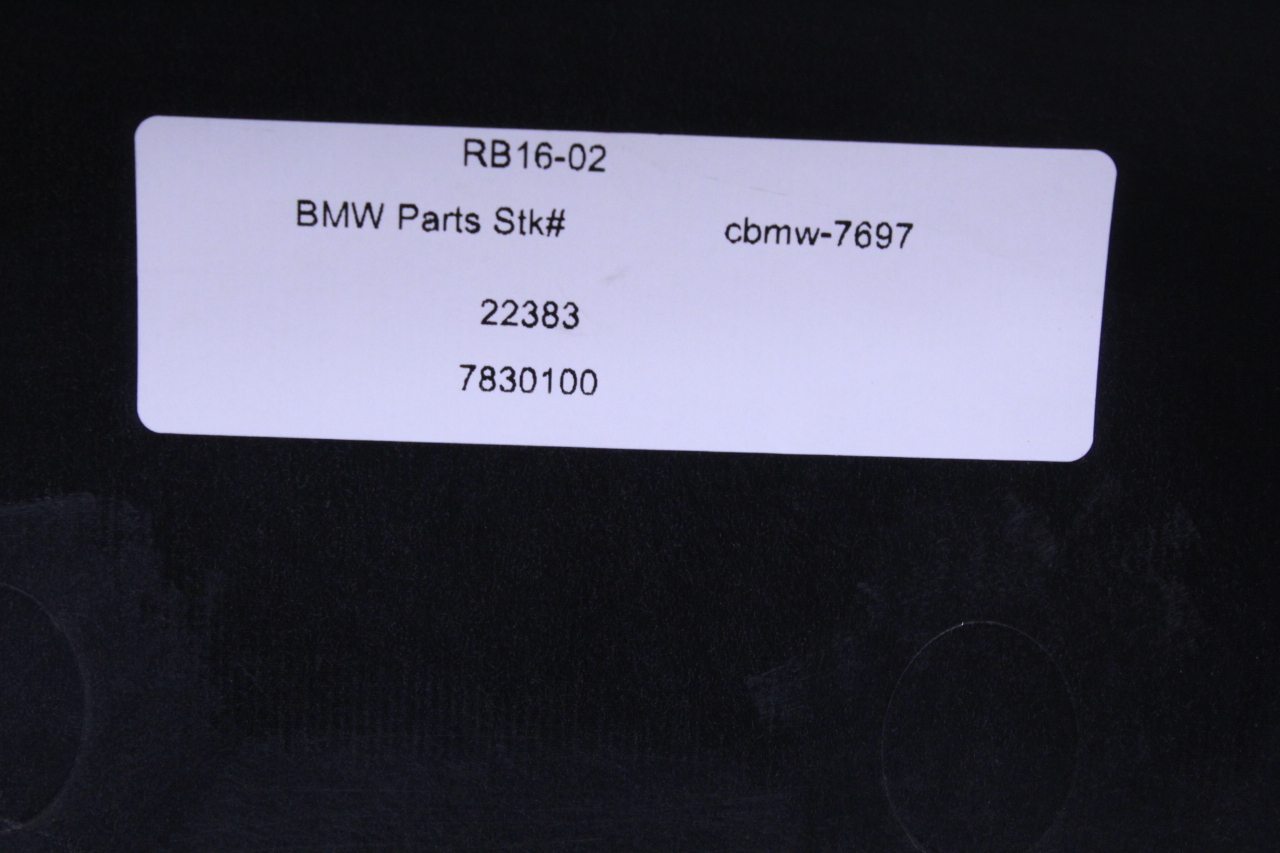 RB16-02
BMW Parts Stk# cbmw-7697
22383
7830100